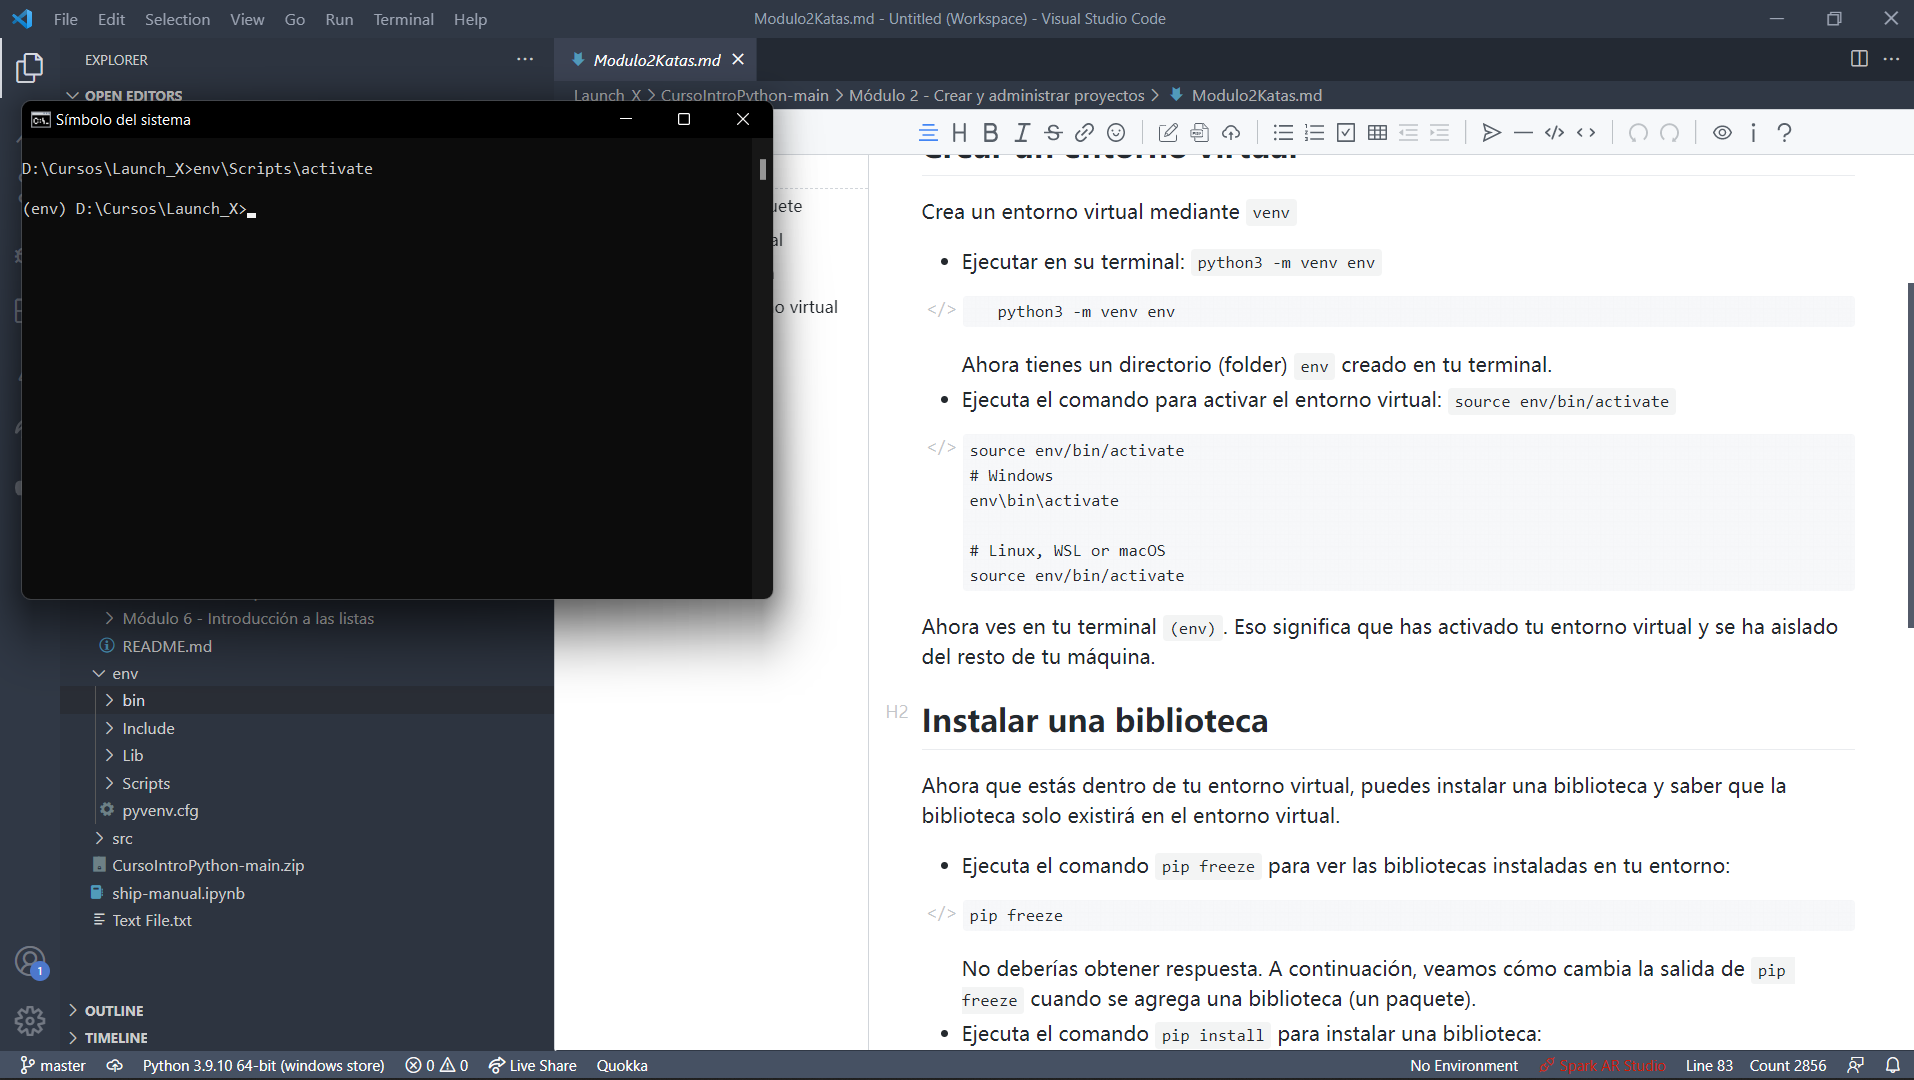 File Edit Selection View Go Run Terminal Help
Modulo2Katas.md - Untitled (Workspace) - Visual Studio Code
EXPLORER
Modulo2Katas.md
OPEN EDITORS
Launch_X > CursoIntroPython-main > Módulo 2 - Crear y administrar proyectos > Modulo2Katas.md
Símbolo del sistema
D:\Cursos\Launch_X>env\Scripts\activate
(env) D:\Cursos\Launch_X>
uete
al
o virtual
Módulo 6 - Introducción a las listas
README.md
env
bin
Include
Lib
Scripts
pyvenv.cfg
src
CursoIntroPython-main.zip
ship-manual.ipynb
Text File.txt
OUTLINE
TIMELINE
Crear un entorno virtual
Crea un entorno virtual mediante venv
• Ejecutar en su terminal: python3 -m venv env
</> python3 -m venv env
Ahora tienes un directorio (folder) env creado en tu terminal.
• Ejecuta el comando para activar el entorno virtual: source env/bin/activate
</> source env/bin/activate
# Windows
env\bin\activate
# Linux, WSL or macOS
source env/bin/activate
Ahora ves en tu terminal (env). Eso significa que has activado tu entorno virtual y se ha aislado
del resto de tu máquina.
H2 Instalar una biblioteca
Ahora que estás dentro de tu entorno virtual, puedes instalar una biblioteca y saber que la
biblioteca solo existirá en el entorno virtual.
• Ejecuta el comando pip freeze para ver las bibliotecas instaladas en tu entorno:
</> pip freeze
No deberías obtener respuesta. A continuación, veamos cómo cambia la salida de pip
freeze cuando se agrega una biblioteca (un paquete).
• Ejecuta el comando pip install para instalar una biblioteca:
1
master Python 3.9.10 64-bit (windows store) 0 0 Live Share Quokka No Environment Spark AR Studio Line 83 Count 2856